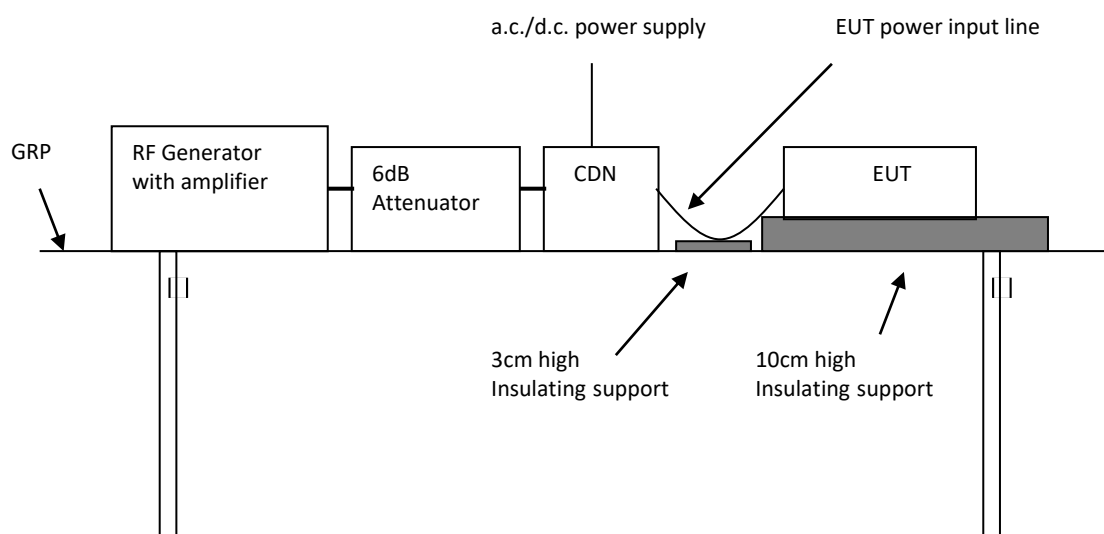 a.c./d.c. power supply
EUT power input line
GRP
RF Generator
with amplifier
6dB
Attenuator
CDN
EUT
3cm high
Insulating support
10cm high
Insulating support